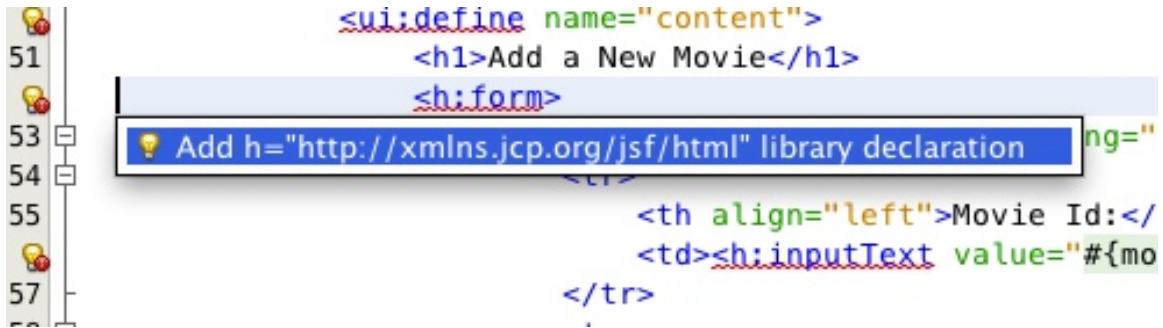 <ui:define name="content">
51 <h1>Add a New Movie</h1>
<h:form>
53 ng="
Add h="http://xmlns.jcp.org/jsf/html" library declaration
54 <tr>
55 <th align="left">Movie Id:</
<td><h:inputText value="#{mo
57 </tr>